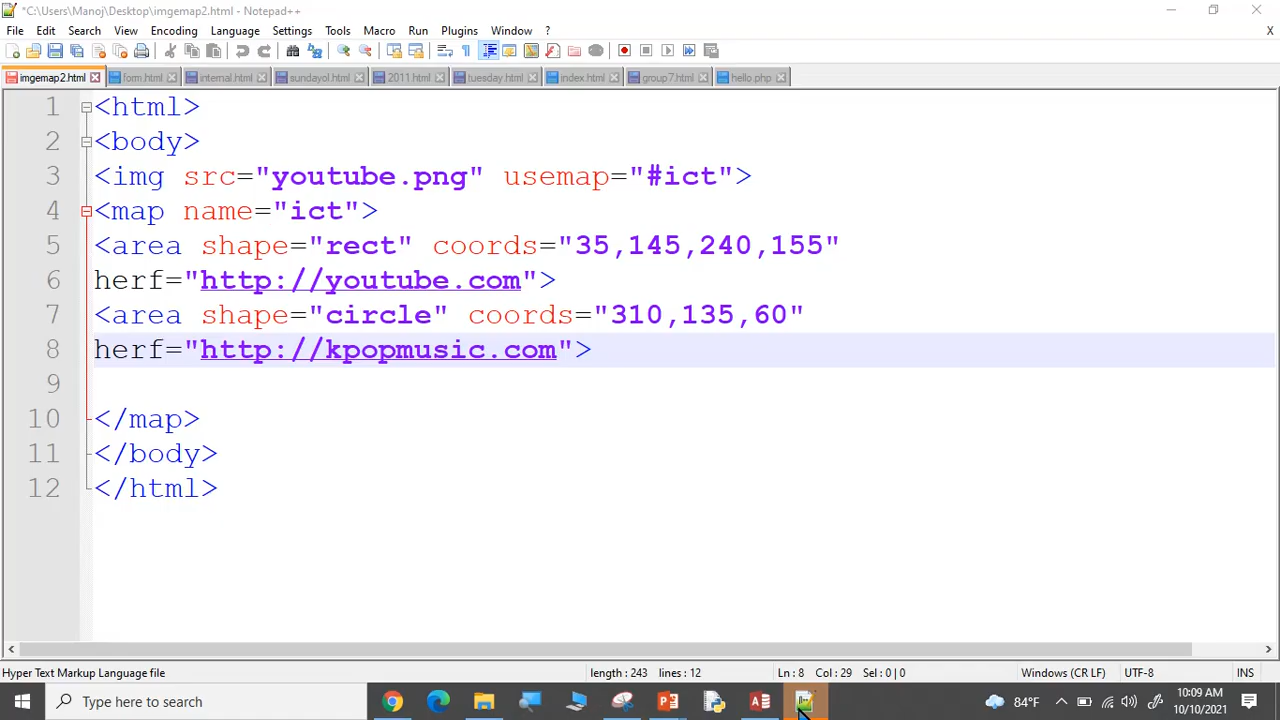 *C:\Users\Manoj\Desktop\imgemap2.html - Notepad++
File Edit Search View Encoding Language Settings Tools Macro Run Plugins Window ? X
imgemap2.html form.html internal.html sundayol.html 2011.html tuesday.html index.html group7.html hello.php
1 <html>
2 <body>
3 <img src="youtube.png" usemap="#ict">
4 <map name="ict">
5 <area shape="rect" coords="35,145,240,155"
6 herf="http://youtube.com">
7 <area shape="circle" coords="310,135,60"
8 herf="http://kpopmusic.com">
9
10 </map>
11 </body>
12 </html>
Hyper Text Markup Language file length : 243 lines : 12 Ln : 8 Col : 29 Sel : 0 | 0 Windows (CR LF) UTF-8 INS
Type here to search 84°F 10:09 AM
10/10/2021